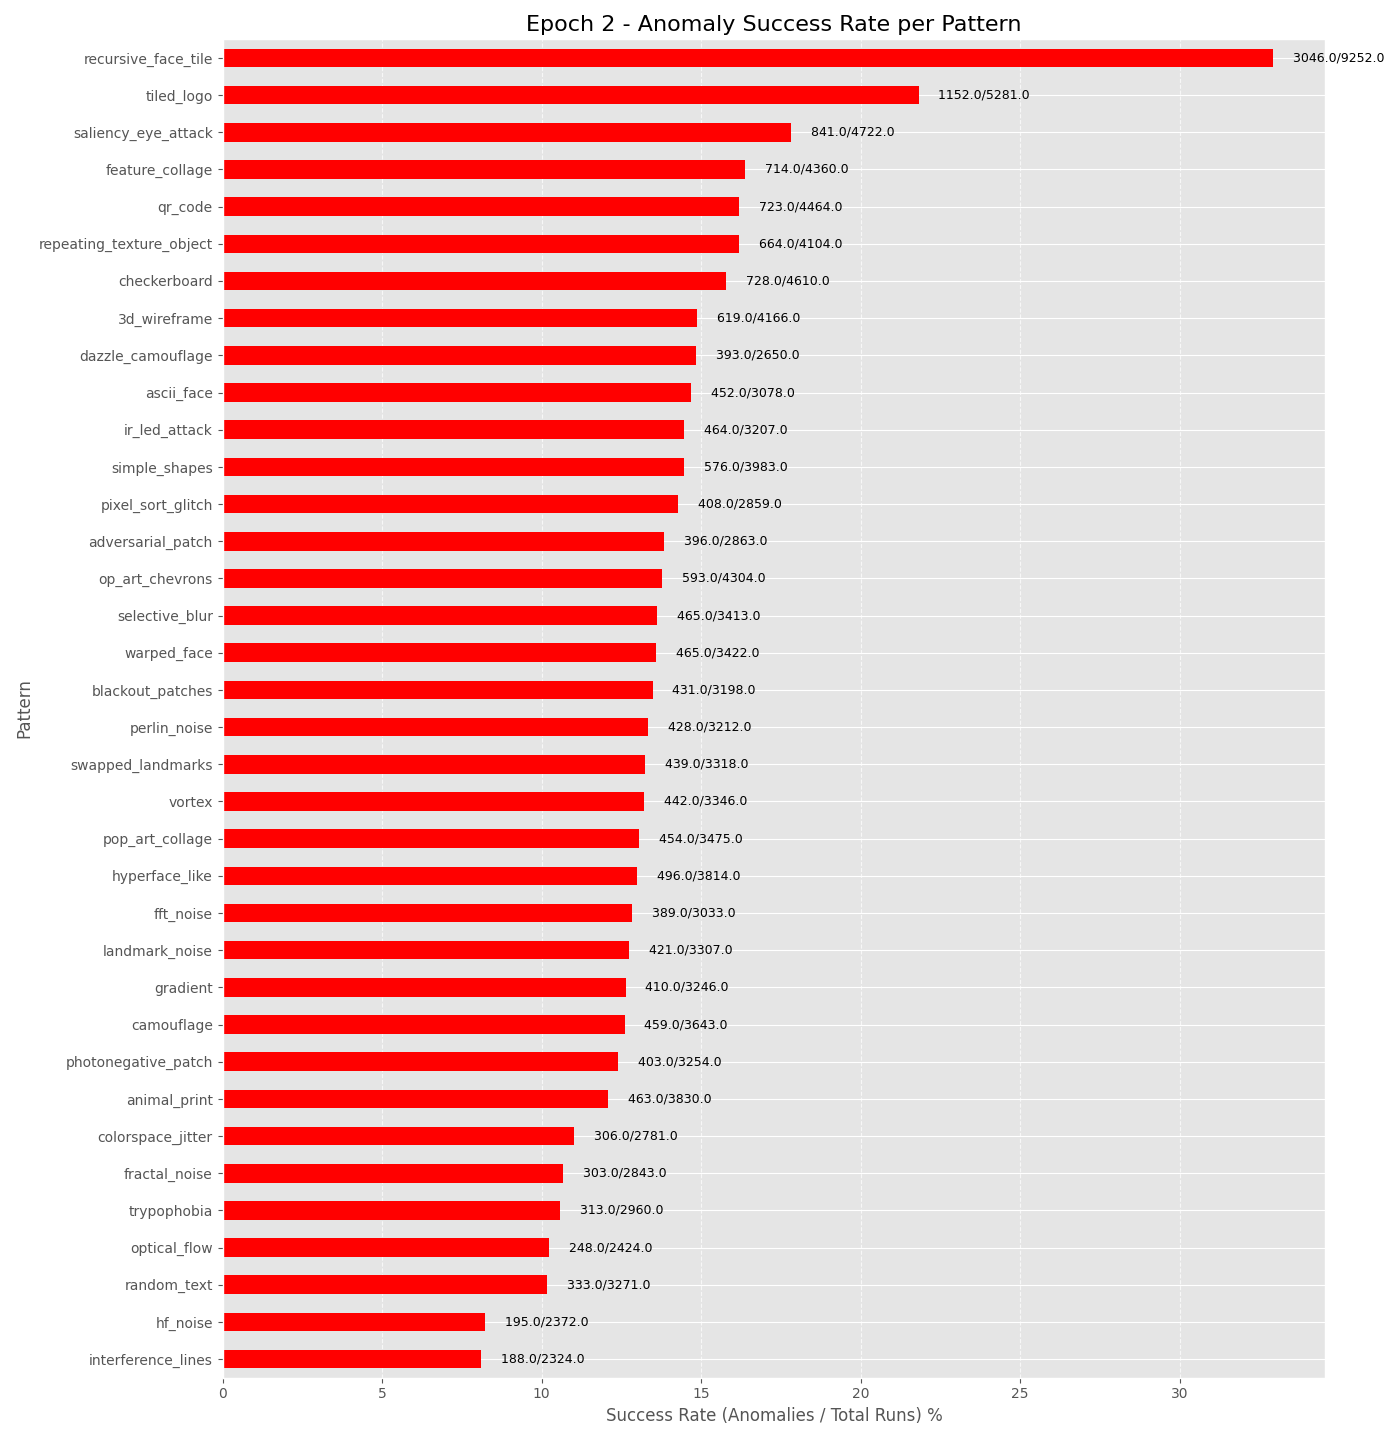 Epoch 2 - Anomaly Success Rate per Pattern
recursive_face_tile 3046.0/9252.0
tiled_logo 1152.0/5281.0
saliency_eye_attack 841.0/4722.0
feature_collage 714.0/4360.0
qr_code 723.0/4464.0
repeating_texture_object 664.0/4104.0
checkerboard 728.0/4610.0
3d_wireframe 619.0/4166.0
dazzle_camouflage 393.0/2650.0
ascii_face 452.0/3078.0
ir_led_attack 464.0/3207.0
simple_shapes 576.0/3983.0
pixel_sort_glitch 408.0/2859.0
adversarial_patch 396.0/2863.0
op_art_chevrons 593.0/4304.0
selective_blur 465.0/3413.0
warped_face 465.0/3422.0
blackout_patches 431.0/3198.0
perlin_noise 428.0/3212.0
swapped_landmarks 439.0/3318.0
vortex 442.0/3346.0
pop_art_collage 454.0/3475.0
hyperface_like 496.0/3814.0
fft_noise 389.0/3033.0
landmark_noise 421.0/3307.0
gradient 410.0/3246.0
camouflage 459.0/3643.0
photonegative_patch 403.0/3254.0
animal_print 463.0/3830.0
colorspace_jitter 306.0/2781.0
fractal_noise 303.0/2843.0
trypophobia 313.0/2960.0
optical_flow 248.0/2424.0
random_text 333.0/3271.0
hf_noise 195.0/2372.0
interference_lines 188.0/2324.0
Pattern
0 5 10 15 20 25 30
Success Rate (Anomalies / Total Runs) %